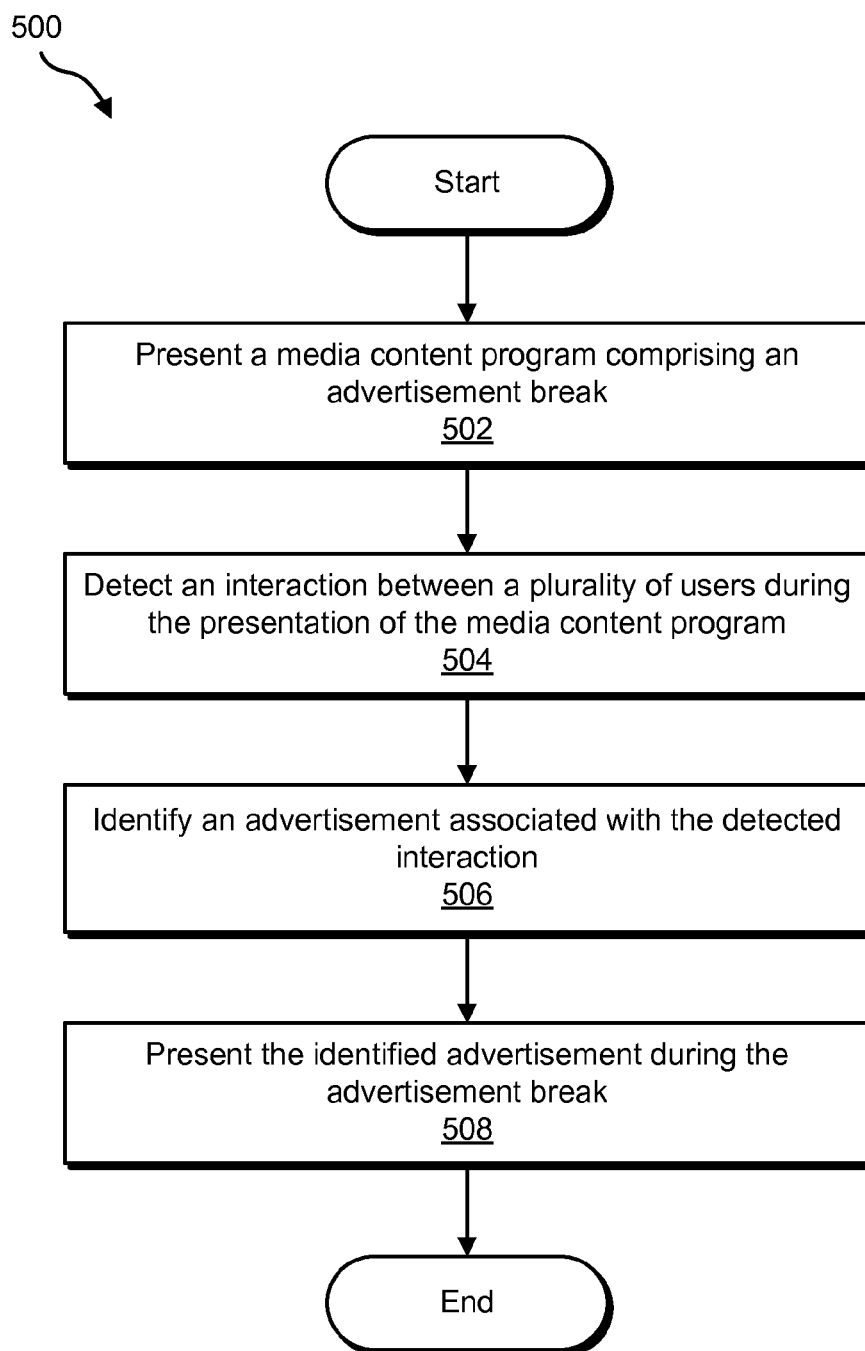 500
Start
Present a media content program comprising an
advertisement break
502
Detect an interaction between a plurality of users during
the presentation of the media content program
504
Identify an advertisement associated with the detected
interaction
506
Present the identified advertisement during the
advertisement break
508
End